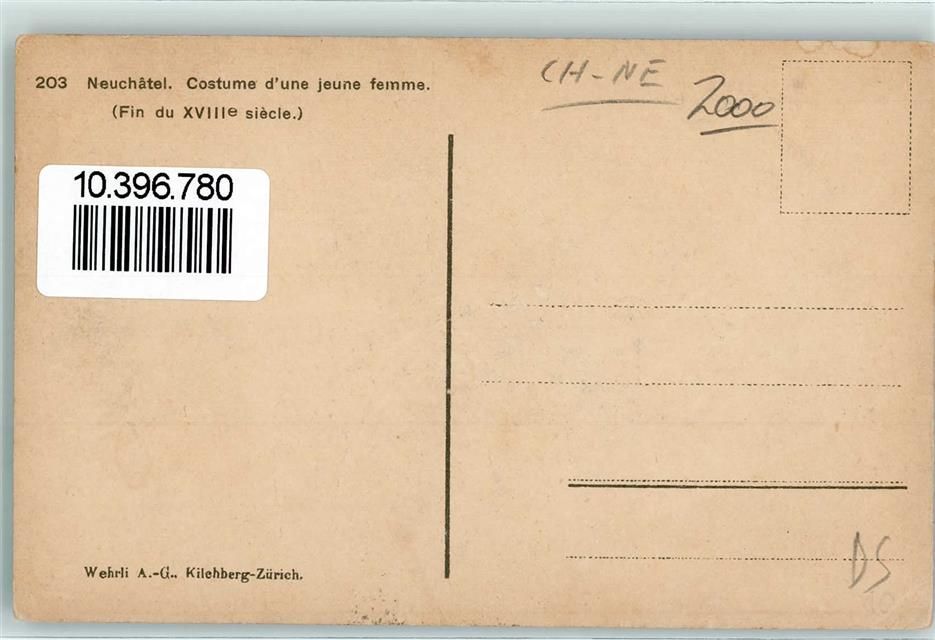 203 Neuchâtel. Costume d'une jeune femme.
(Fin du XVIIIe siècle.)
CH-NE
2000
10.396.780
Wehrli A.-G., Kilchberg-Zürich.
DS